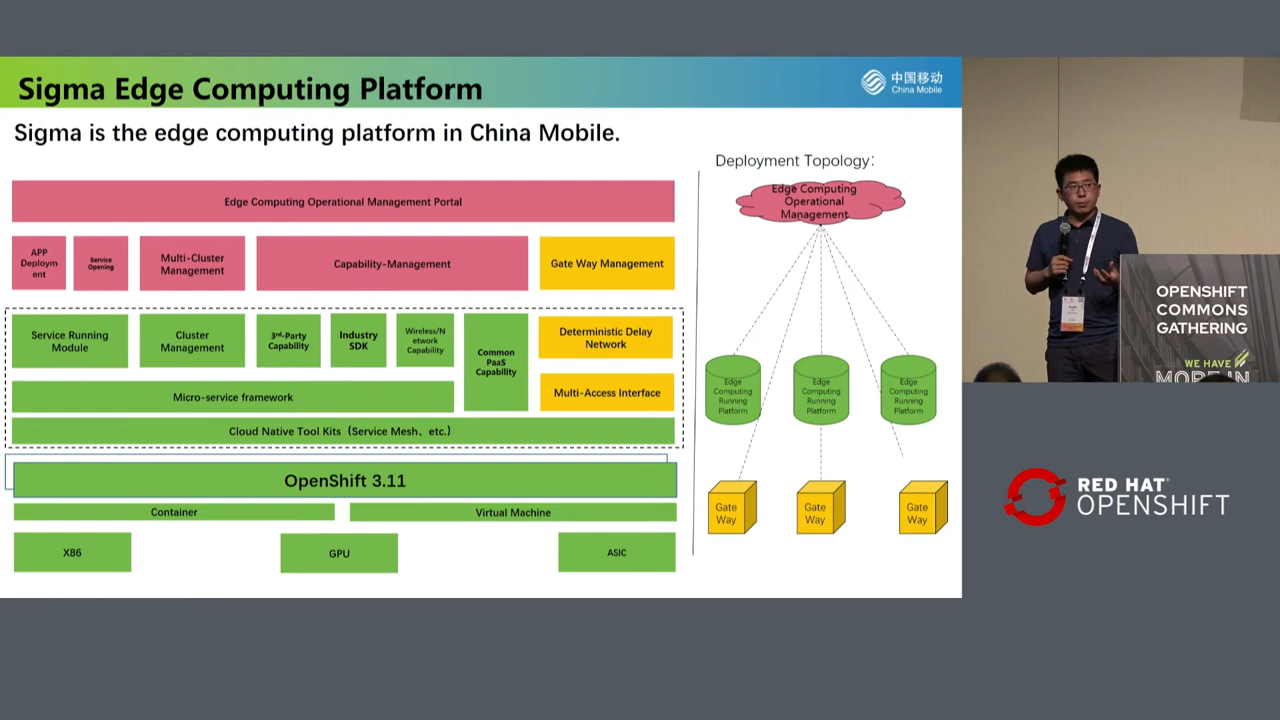 Sigma Edge Computing Platform
中国移动
China Mobile
Sigma is the edge computing platform in China Mobile.
Deployment Topology：
Edge Computing Operational Management Portal
APP
Deploym
ent
Service
Opening
Multi-Cluster
Management
Capability-Management
Gate Way Management
Service Running
Module
Cluster
Management
3rd-Party
Capability
Industry
SDK
Wireless/N
etwork
Capability
Common
PaaS
Capability
Deterministic Delay
Network
Multi-Access Interface
Micro-service framework
Cloud Native Tool Kits（Service Mesh、etc.）
OpenShift 3.11
Container
Virtual Machine
X86
GPU
ASIC
Edge Computing
Operational
Management
Edge
Computing
Running
Platform
Edge
Computing
Running
Platform
Edge
Computing
Running
Platform
Gate
Way
Gate
Way
Gate
Way
OPENSHIFT
COMMONS
GATHERING
WE HAVE
MORE IN
RED HAT®
OPENSHIFT